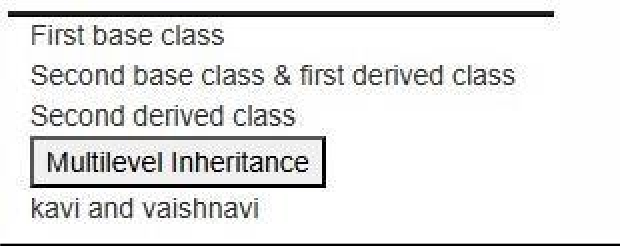 First base class
Second base class & first derived class
Second derived class
Multilevel Inheritance
kavi and vaishnavi